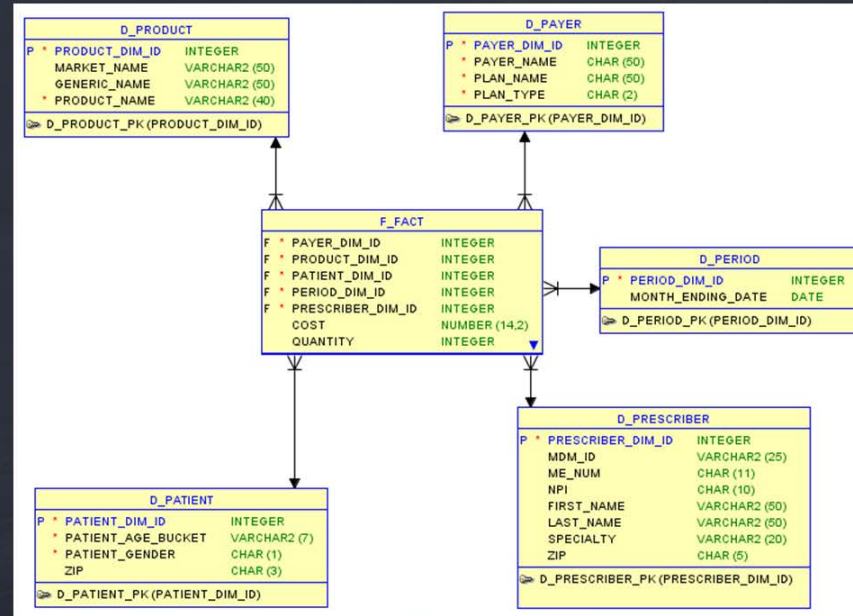 D_PRODUCT
P * PRODUCT_DIM_ID INTEGER
MARKET_NAME VARCHAR2 (50)
GENERIC_NAME VARCHAR2 (50)
* PRODUCT_NAME VARCHAR2 (40)
D_PRODUCT_PK (PRODUCT_DIM_ID)
D_PAYER
P * PAYER_DIM_ID INTEGER
* PAYER_NAME CHAR (50)
* PLAN_NAME CHAR (50)
* PLAN_TYPE CHAR (2)
D_PAYER_PK (PAYER_DIM_ID)
F_FACT
F * PAYER_DIM_ID INTEGER
F * PRODUCT_DIM_ID INTEGER
F * PATIENT_DIM_ID INTEGER
F * PERIOD_DIM_ID INTEGER
F * PRESCRIBER_DIM_ID INTEGER
COST NUMBER (14,2)
QUANTITY INTEGER
D_PERIOD
P * PERIOD_DIM_ID INTEGER
MONTH_ENDING_DATE DATE
D_PERIOD_PK (PERIOD_DIM_ID)
D_PATIENT
P * PATIENT_DIM_ID INTEGER
* PATIENT_AGE_BUCKET VARCHAR2 (7)
* PATIENT_GENDER CHAR (1)
ZIP CHAR (3)
D_PATIENT_PK (PATIENT_DIM_ID)
D_PRESCRIBER
P * PRESCRIBER_DIM_ID INTEGER
MDM_ID VARCHAR2 (25)
ME_NUM CHAR (11)
NPI CHAR (10)
FIRST_NAME VARCHAR2 (50)
LAST_NAME VARCHAR2 (50)
SPECIALTY VARCHAR2 (20)
ZIP CHAR (5)
D_PRESCRIBER_PK (PRESCRIBER_DIM_ID)